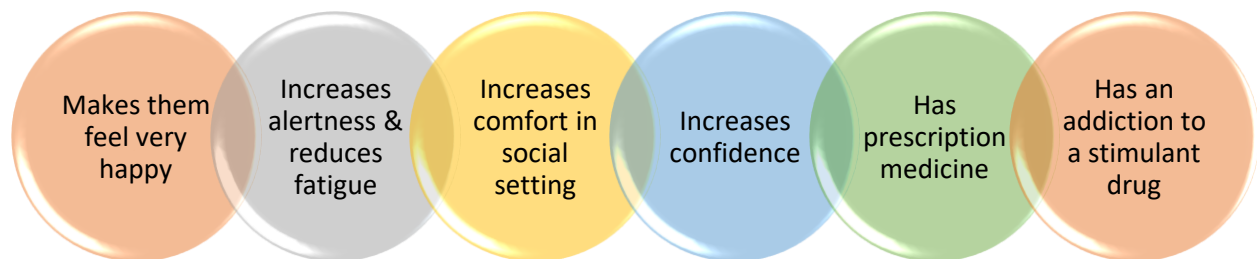 Makes them
feel very
happy
Increases
alertness &
reduces
fatigue
Increases
comfort in
social
setting
Increases
confidence
Has
prescription
medicine
Has an
addiction to
a stimulant
drug